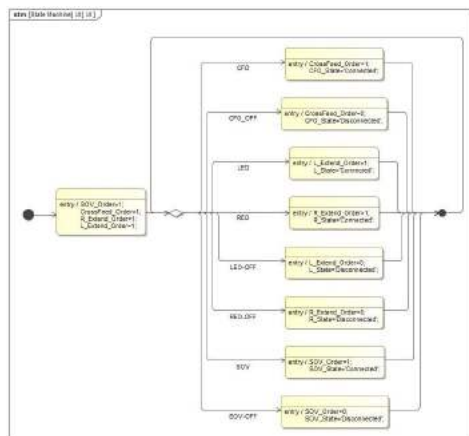 stm [State Machine]
entry / SOV_Order=1;
CrossFeed_Order=1;
R_Extend_Order=1;
L_Extend_Order=1;
CFO
entry / CrossFeed_Order=1;
CFO_State='Connected';
CFO_OFF
entry / CrossFeed_Order=0;
CFO_State='Disconnected';
LEO
entry / L_Extend_Order=1;
L_State='Connected';
REO
entry / R_Extend_Order=1;
R_State='Connected';
LEO-OFF
entry / L_Extend_Order=0;
L_State='Disconnected';
REO-OFF
entry / R_Extend_Order=0;
R_State='Disconnected';
SOV
entry / SOV_Order=1;
SOV_State='Connected';
SOV-OFF
entry / SOV_Order=0;
SOV_State='Disconnected';